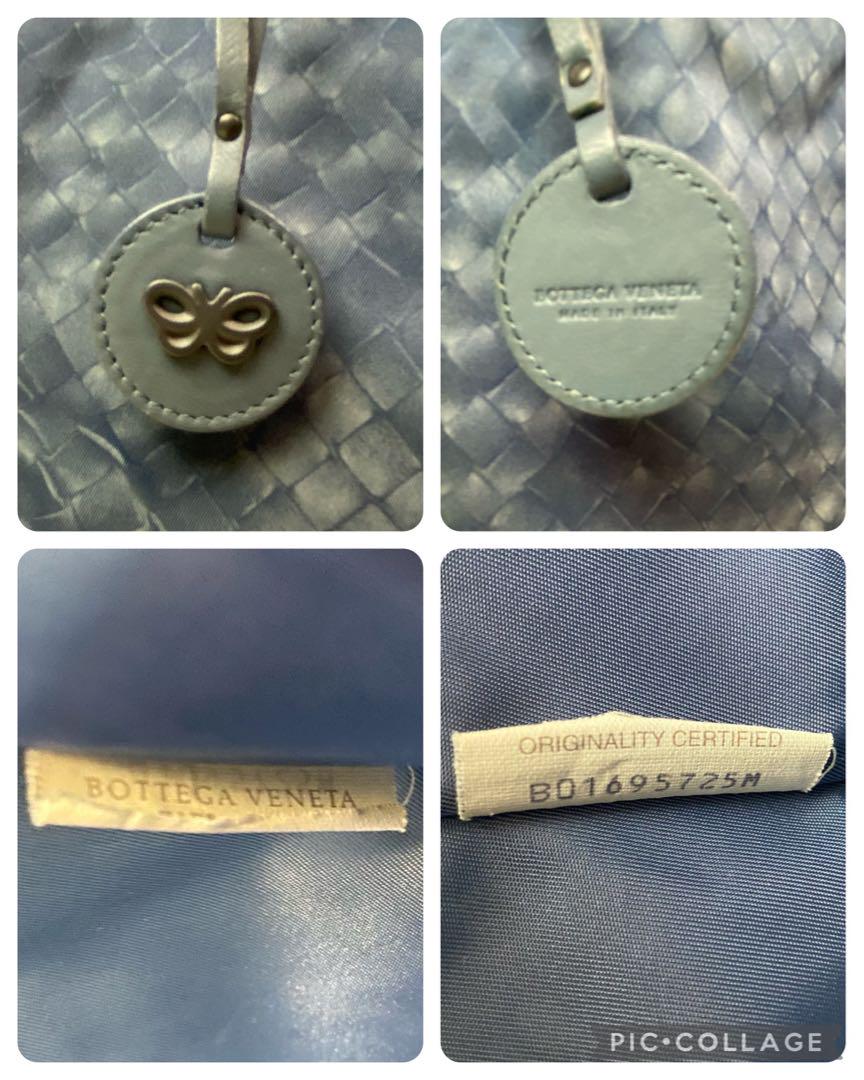 BOTTEGA VENETA
MADE IN ITALY
BOTTEGA VENETA
ORIGINALITY CERTIFIED
B01695725M
PIC•COLLAGE